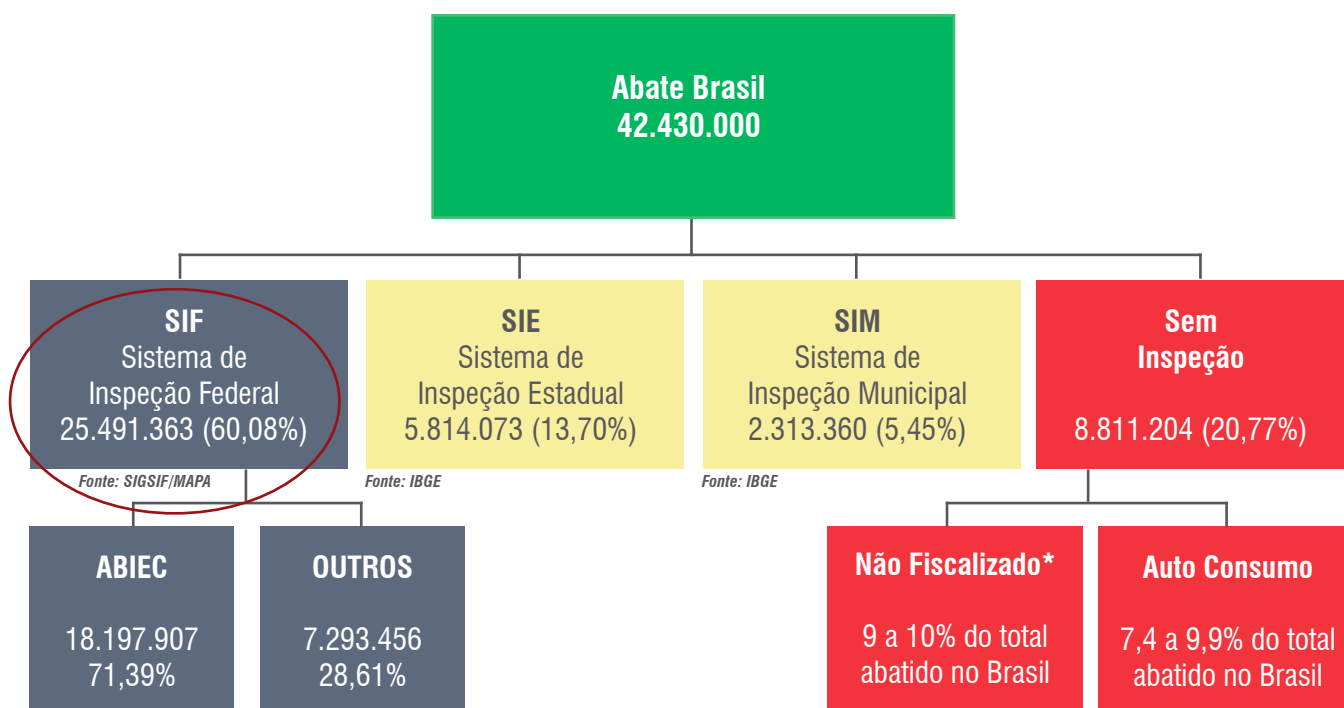 Abate Brasil
42.430.000
SIF
Sistema de
Inspeção Federal
25.491.363 (60,08%)
Fonte: SIGSIF/MAPA
SIE
Sistema de
Inspeção Estadual
5.814.073 (13,70%)
Fonte: IBGE
SIM
Sistema de
Inspeção Municipal
2.313.360 (5,45%)
Fonte: IBGE
Sem
Inspeção
8.811.204 (20,77%)
ABIEC
18.197.907
71,39%
OUTROS
7.293.456
28,61%
Não Fiscalizado*
9 a 10% do total
abatido no Brasil
Auto Consumo
7,4 a 9,9% do total
abatido no Brasil